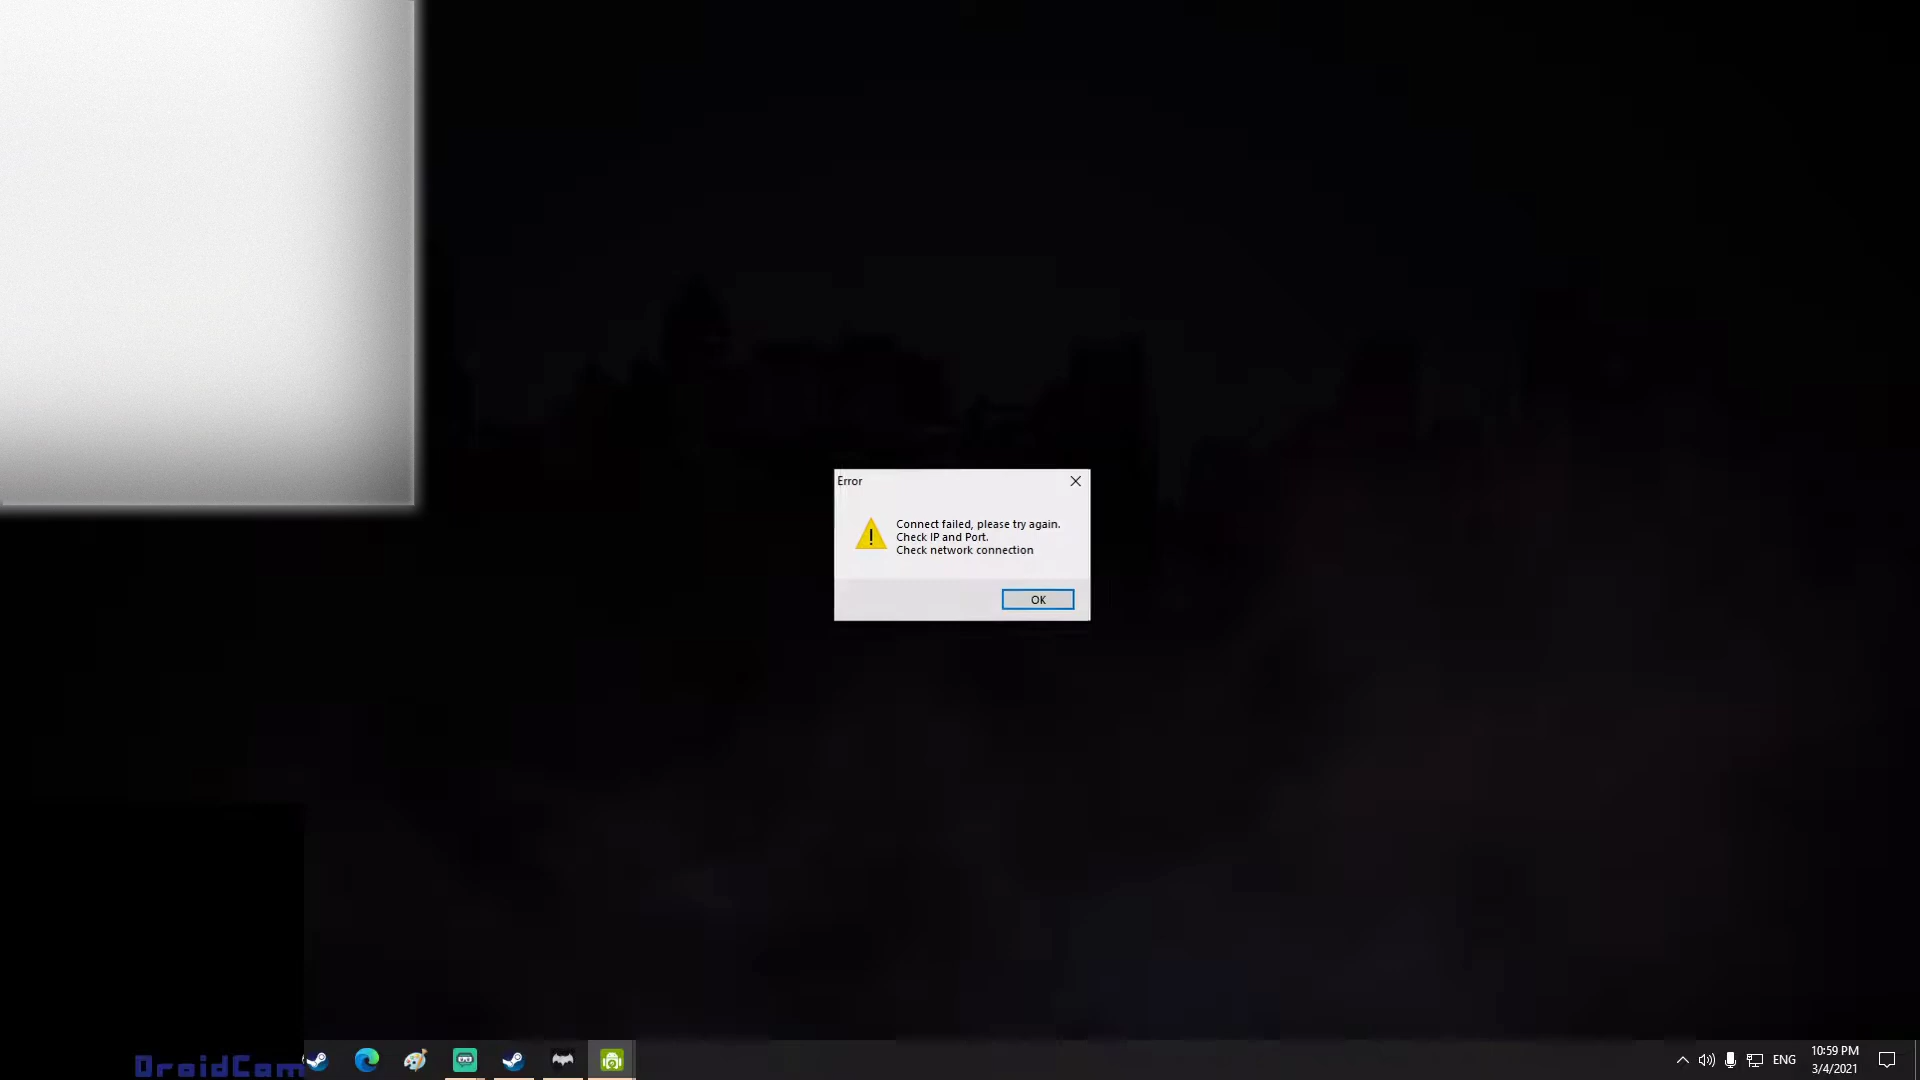 Error
Connect failed, please try again.
Check IP and Port.
Check network connection
OK
DroidCam
ENG
10:59 PM
3/4/2021